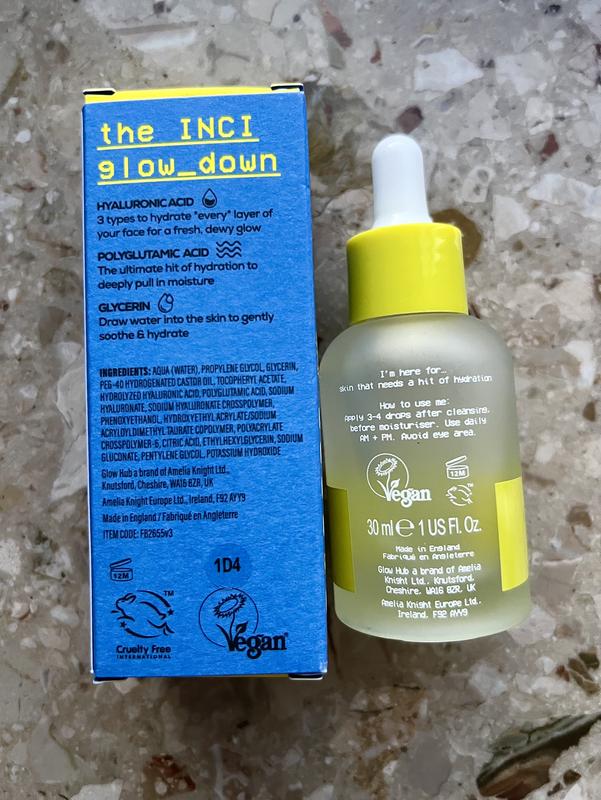 the INCI
glow_down
HYALURONIC ACID
3 types to hydrate *every* layer of
your face for a fresh, dewy glow
POLYGLUTAMIC ACID
The ultimate hit of hydration to
deeply pull in moisture
GLYCERIN
Draw water into the skin to gently
soothe & hydrate
INGREDIENTS: AQUA (WATER), PROPYLENE GLYCOL, GLYCERIN,
PEG-40 HYDROGENATED CASTOR OIL, TOCOPHERYL ACETATE,
HYDROLYZED HYALURONIC ACID, POLYGLUTAMIC ACID, SODIUM
HYALURONATE, SODIUM HYALURONATE CROSSPOLYMER,
PHENOXYETHANOL, HYDROXYETHYL ACRYLATE/SODIUM
ACRYLOYLDIMETHYL TAURATE COPOLYMER, POLYACRYLATE
CROSSPOLYMER-6, CITRIC ACID, ETHYLHEXYLGLYCERIN, SODIUM
GLUCONATE, PENTYLENE GLYCOL, POTASSIUM HYDROXIDE
Glow Hub a brand of Amelia Knight Ltd.,
Knutsford, Cheshire, WA16 8ZR, UK
Amelia Knight Europe Ltd., Ireland, F92 AYY9
Made in England / Fabriqué en Angleterre
ITEM CODE: FB2655v3
12M
1D4
TM
Cruelty Free
INTERNATIONAL
Vegan®
I'm here for...
skin that needs a hit of hydration
How to use me:
Apply 3-4 drops after cleansing,
before moisturiser. Use daily
AM + PM. Avoid eye area.
Vegan
12M
30 ml ℮ 1 US Fl. Oz.
Made in England
Fabriqué en Angleterre
Glow Hub a brand of Amelia
Knight Ltd., Knutsford,
Cheshire, WA16 8ZR, UK
Amelia Knight Europe Ltd.,
Ireland, F92 AYY9